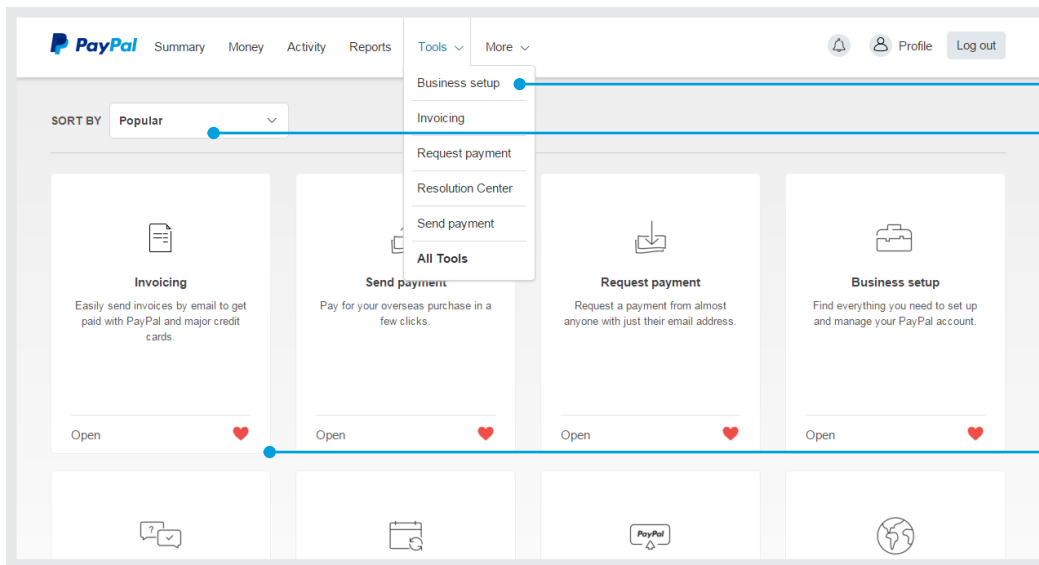 PayPal Summary Money Activity Reports Tools More Profile Log out
Business setup
Invoicing
Request payment
Resolution Center
Send payment
All Tools
SORT BY Popular
Invoicing
Easily send invoices by email to get
paid with PayPal and major credit
cards.
Open
Send payment
Pay for your overseas purchase in a
few clicks.
Open
Request payment
Request a payment from almost
anyone with just their email address.
Open
Business setup
Find everything you need to set up
and manage your PayPal account.
Open
?
PayPal